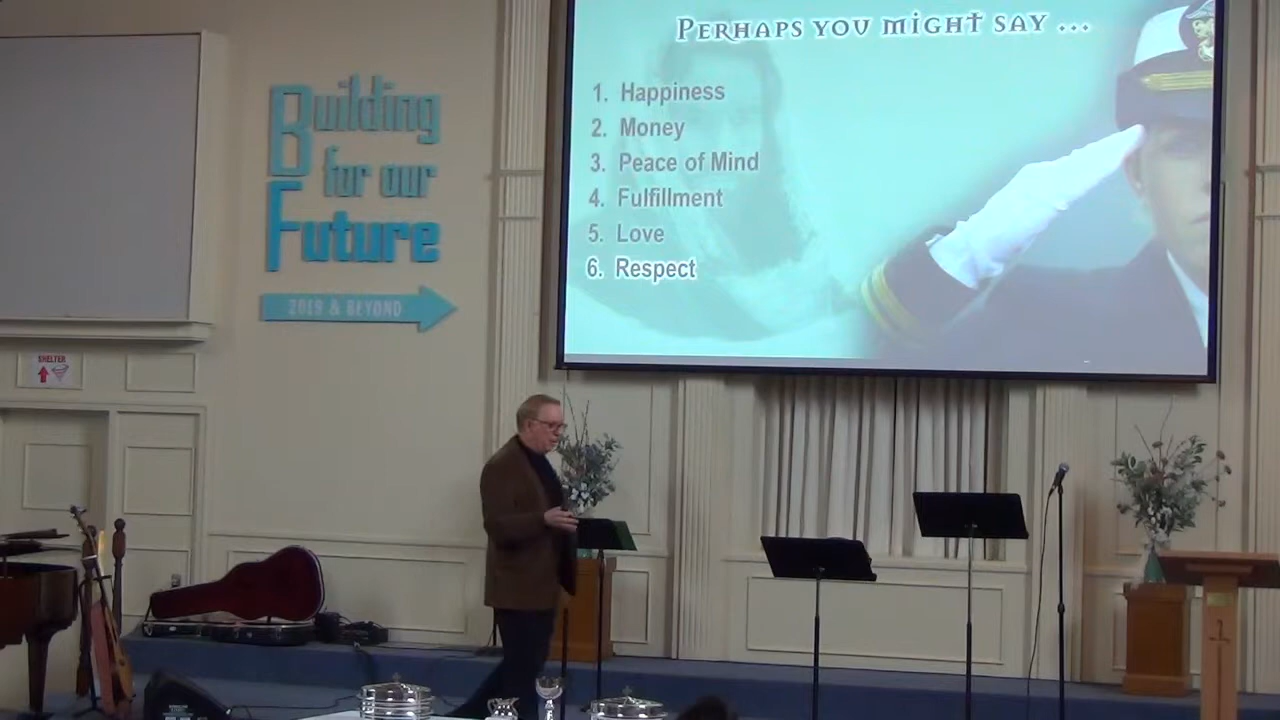 Building
for our
Future
2019 & BEYOND
SHELTER
PERHAPS YOU MIGHT SAY ...
1. Happiness
2. Money
3. Peace of Mind
4. Fulfillment
5. Love
6. Respect